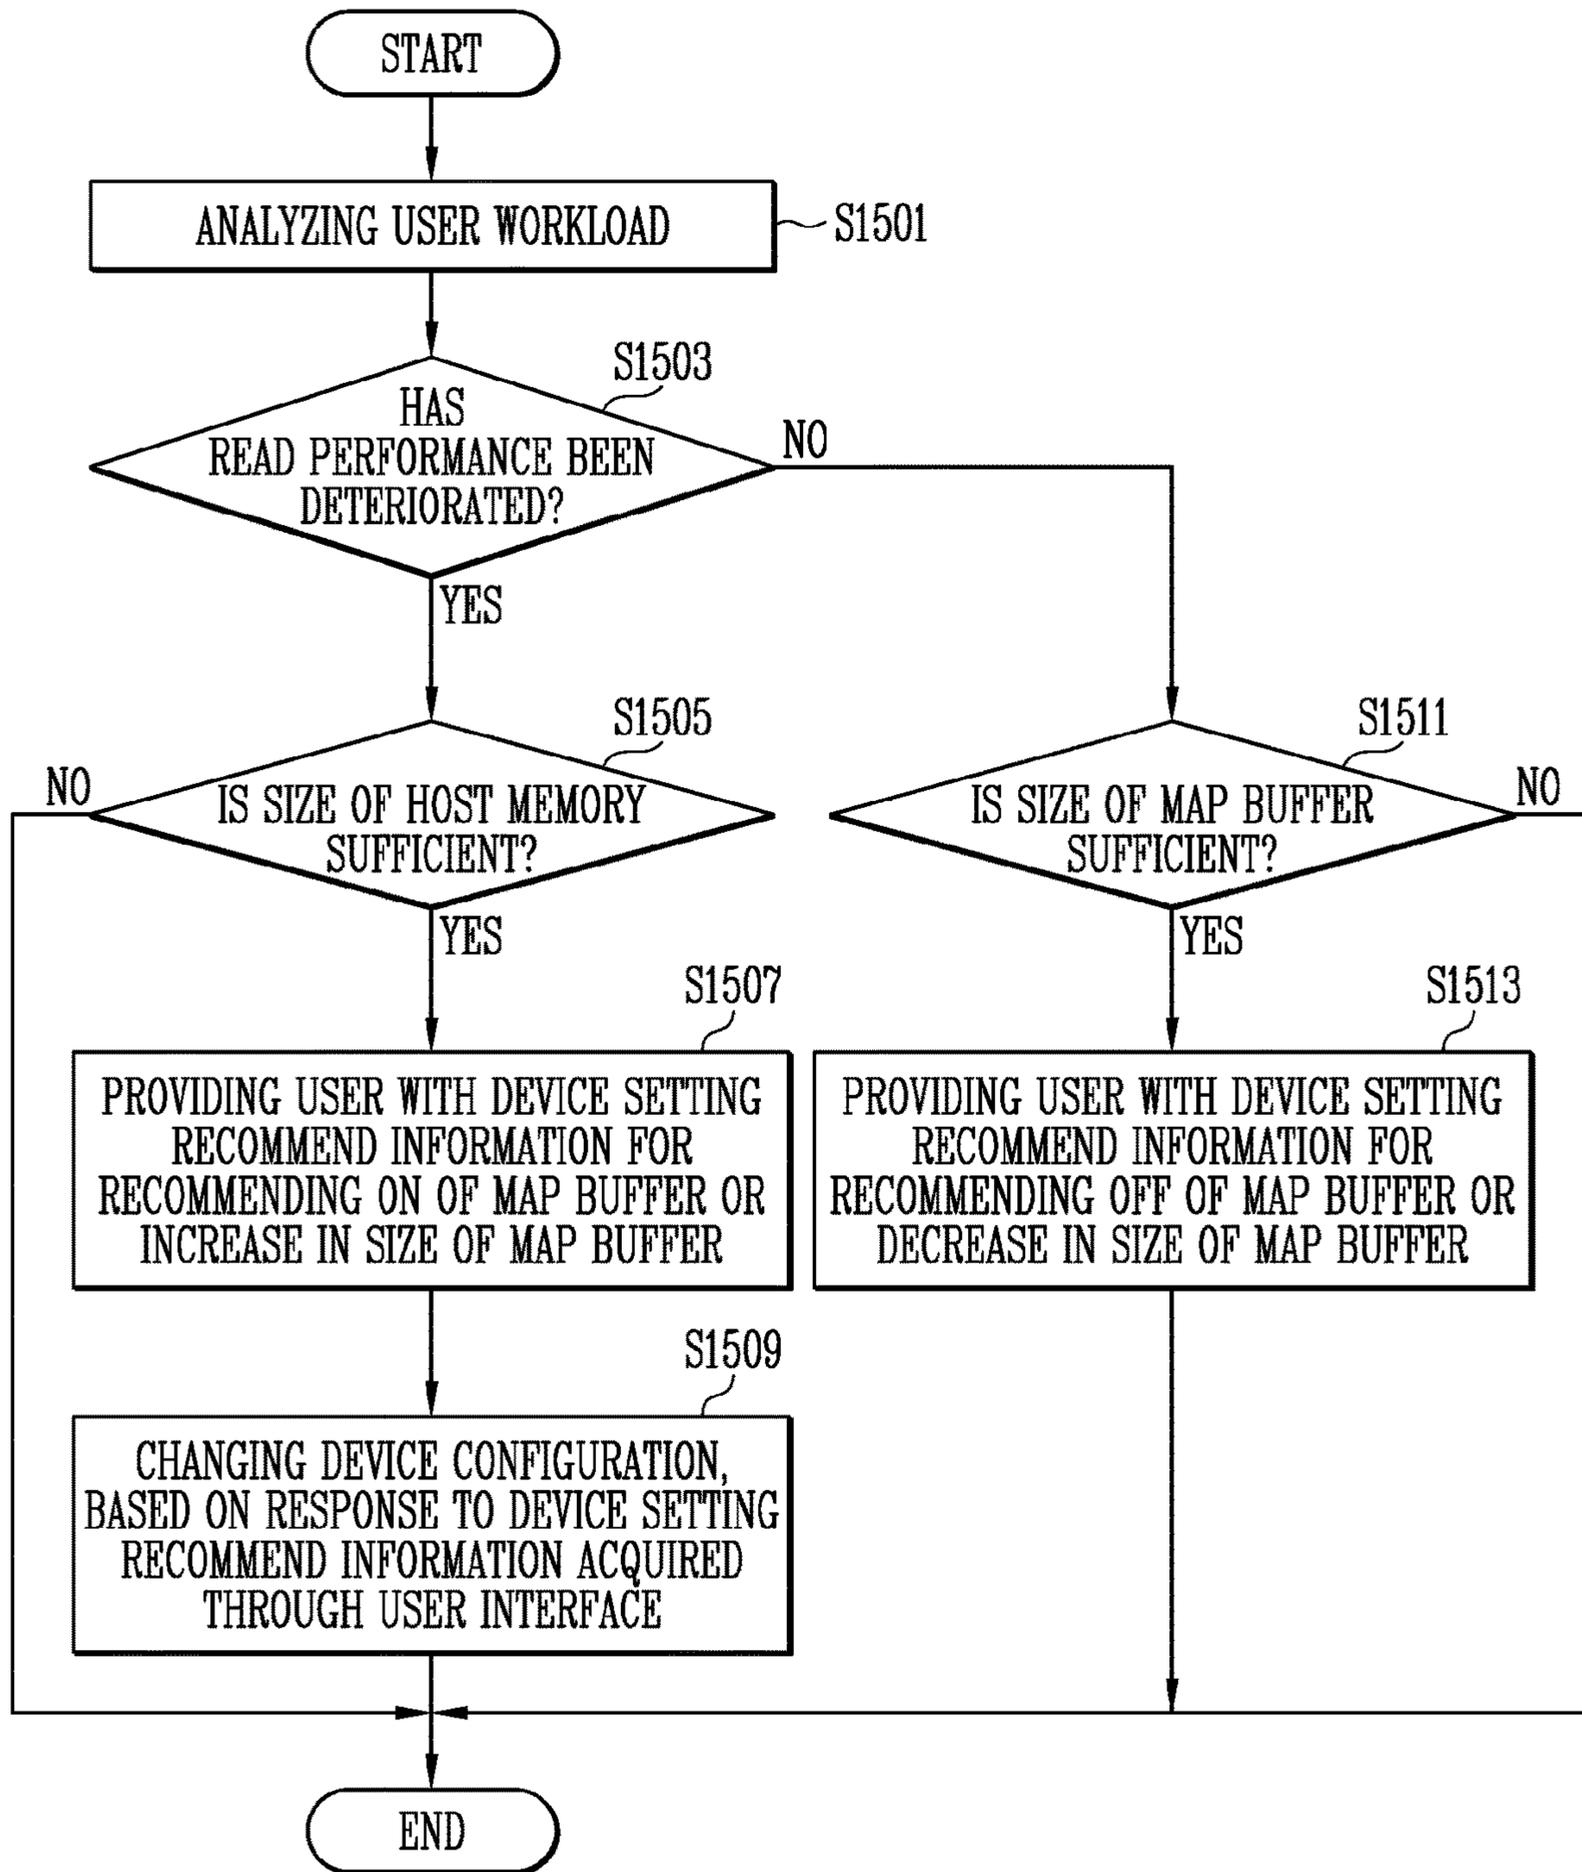 START
ANALYZING USER WORKLOAD
S1501
S1503
HAS
READ PERFORMANCE BEEN
DETERIORATED?
NO
YES
S1505
NO
IS SIZE OF HOST MEMORY
SUFFICIENT?
YES
S1511
IS SIZE OF MAP BUFFER
SUFFICIENT?
NO
YES
S1507
PROVIDING USER WITH DEVICE SETTING
RECOMMEND INFORMATION FOR
RECOMMENDING ON OF MAP BUFFER OR
INCREASE IN SIZE OF MAP BUFFER
S1513
PROVIDING USER WITH DEVICE SETTING
RECOMMEND INFORMATION FOR
RECOMMENDING OFF OF MAP BUFFER OR
DECREASE IN SIZE OF MAP BUFFER
S1509
CHANGING DEVICE CONFIGURATION,
BASED ON RESPONSE TO DEVICE SETTING
RECOMMEND INFORMATION ACQUIRED
THROUGH USER INTERFACE
END